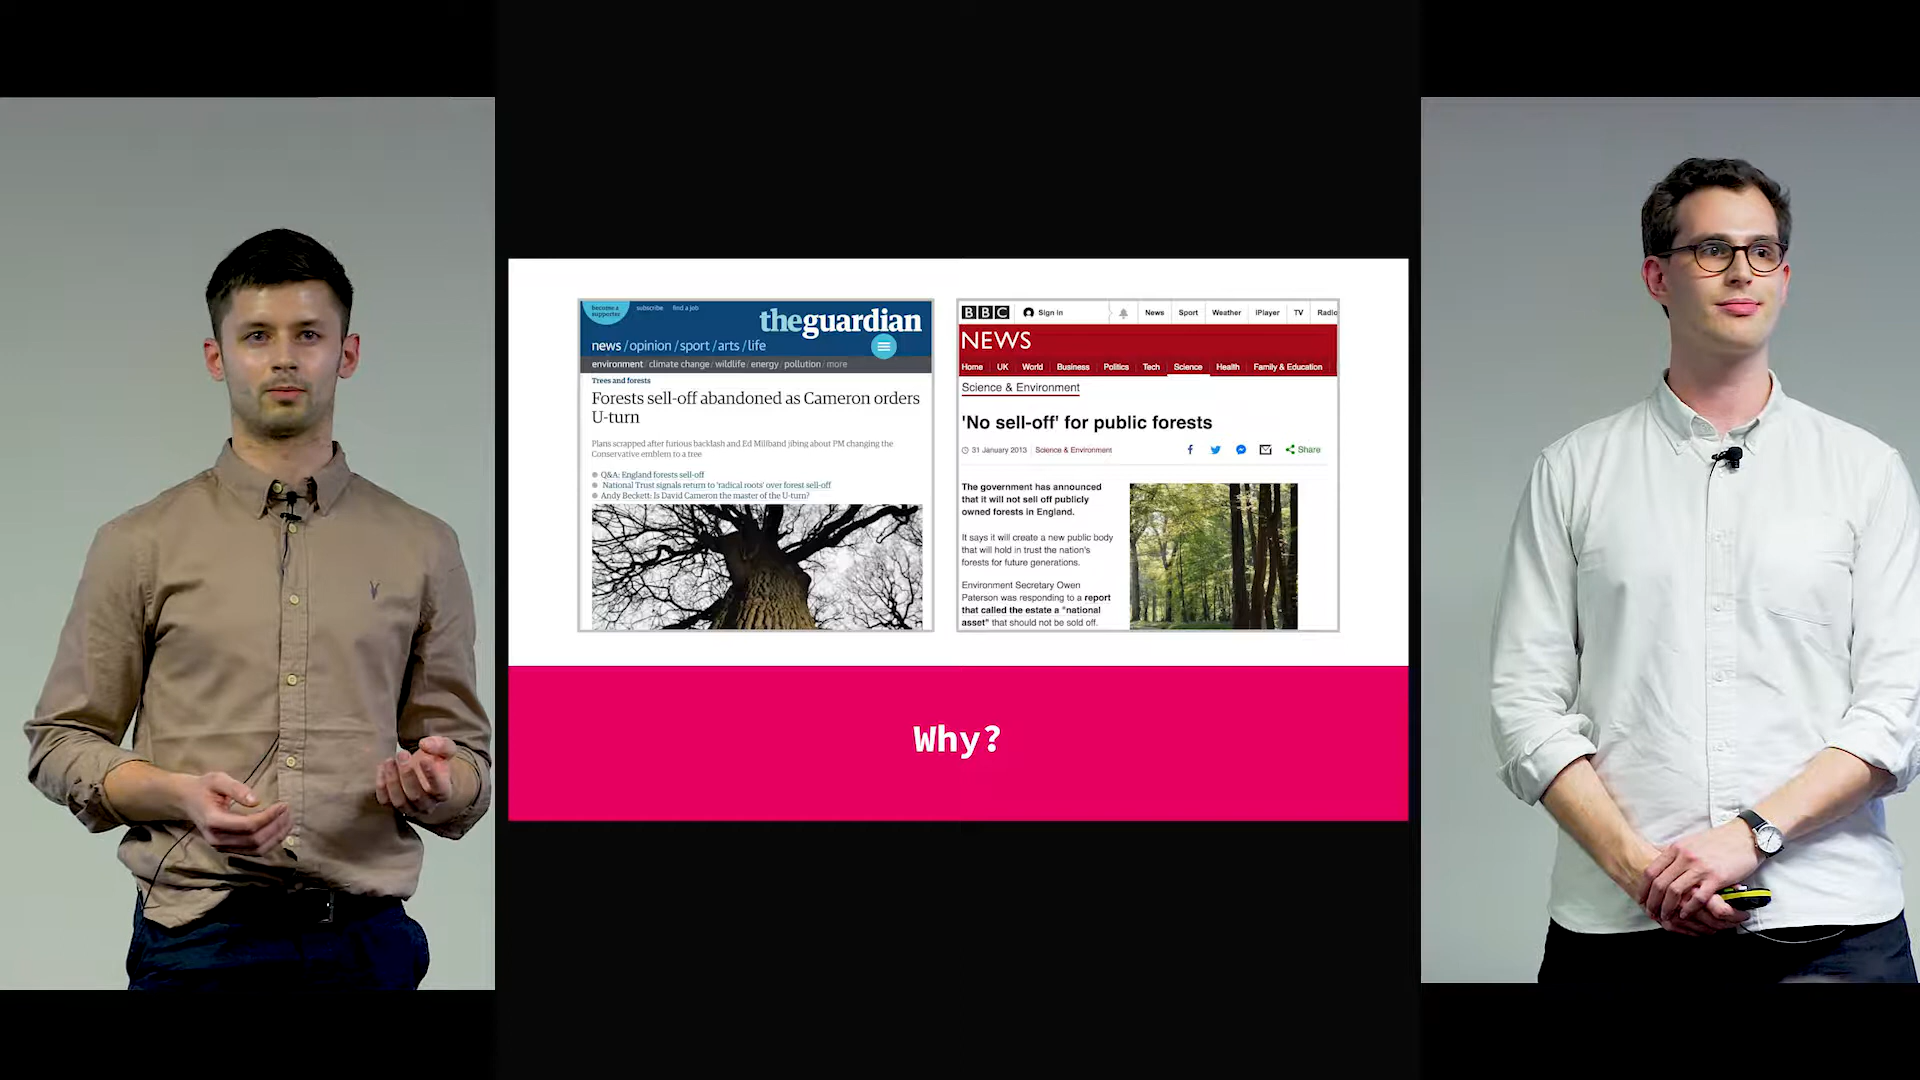 become a
supporter
subscribe find a job
theguardian
news / opinion / sport / arts / life
environment / climate change / wildlife / energy / pollution / more
Trees and forests
Forests sell-off abandoned as Cameron orders
U-turn
Plans scrapped after furious backlash and Ed Miliband jibing about PM changing the
Conservative emblem to a tree
Q&A: England forests sell-off
National Trust signals return to 'radical roots' over forest sell-off
Andy Beckett: Is David Cameron the master of the U-turn?
BBC Sign in News Sport Weather iPlayer TV Radio
NEWS
Home UK World Business Politics Tech Science Health Family & Education
Science & Environment
'No sell-off' for public forests
31 January 2013 Science & Environment Share
The government has announced
that it will not sell off publicly
owned forests in England.
It says it will create a new public body
that will hold in trust the nation's
forests for future generations.
Environment Secretary Owen
Paterson was responding to a report
that called the estate a "national
asset" that should not be sold off.
Why?